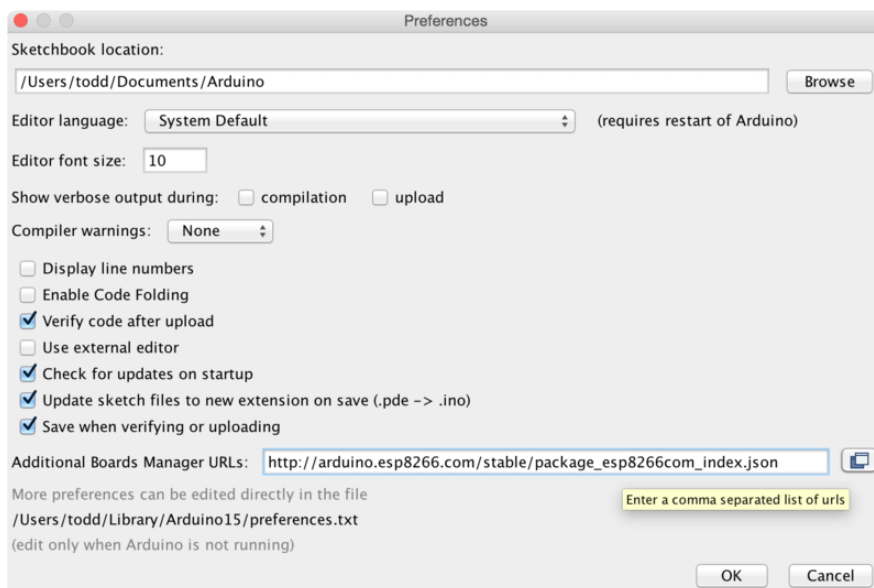 Preferences
Sketchbook location:
/Users/todd/Documents/Arduino Browse
Editor language: System Default (requires restart of Arduino)
Editor font size: 10
Show verbose output during: compilation upload
Compiler warnings: None
Display line numbers
Enable Code Folding
Verify code after upload
Use external editor
Check for updates on startup
Update sketch files to new extension on save (.pde -> .ino)
Save when verifying or uploading
Additional Boards Manager URLs: http://arduino.esp8266.com/stable/package_esp8266com_index.json
More preferences can be edited directly in the file
Enter a comma separated list of urls
/Users/todd/Library/Arduino15/preferences.txt
(edit only when Arduino is not running)
OK Cancel